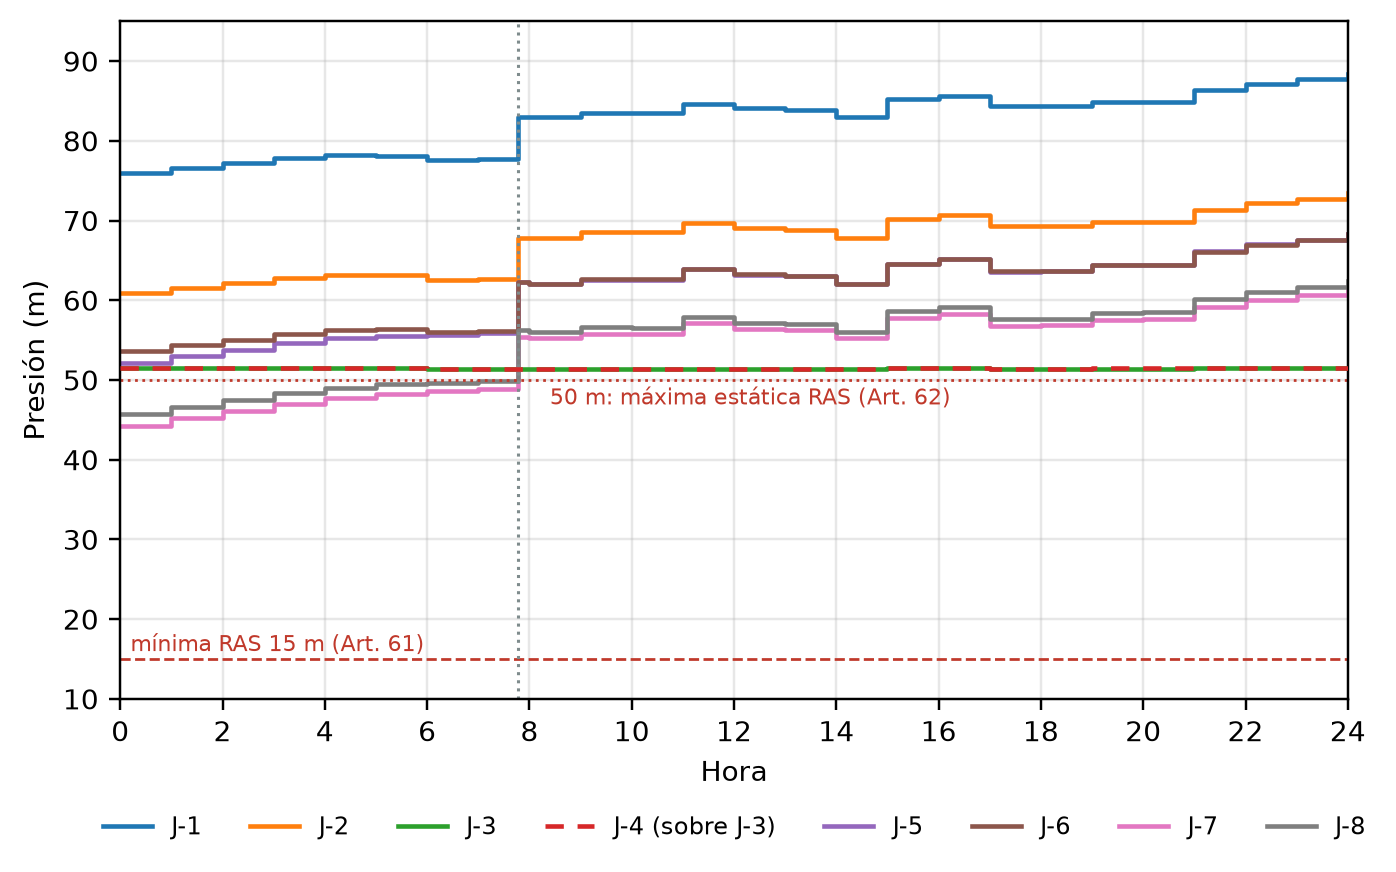 90
80
70
60
50
40
30
20
10
Presión (m)
50 m: máxima estática RAS (Art. 62)
mínima RAS 15 m (Art. 61)
0 2 4 6 8 10 12 14 16 18 20 22 24
Hora
J-1 J-2 J-3 J-4 (sobre J-3) J-5 J-6 J-7 J-8